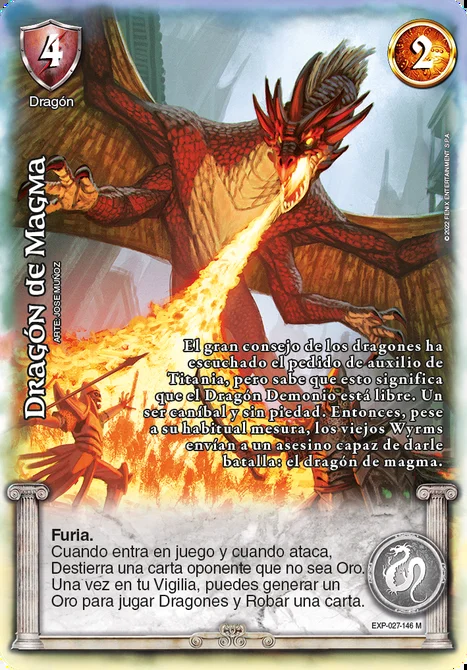 4
2
Dragón
Dragón de Magma
ARTE: JOSE MUÑOZ
© 2022 FENIX ENTERTAINMENT S.P.A
El gran consejo de los dragones ha
escuchado el pedido de auxilio de
Titania, pero sabe que esto significa
que el Dragón Demonio está libre. Un
ser caníbal y sin piedad. Entonces, pese
a su habitual mesura, los viejos Wyrms
envían a un asesino capaz de darle
batalla: el dragón de magma.
Furia.
Cuando entra en juego y cuando ataca,
Destierra una carta oponente que no sea Oro.
Una vez en tu Vigilia, puedes generar un
Oro para jugar Dragones y Robar una carta.
EXP-027-146 M